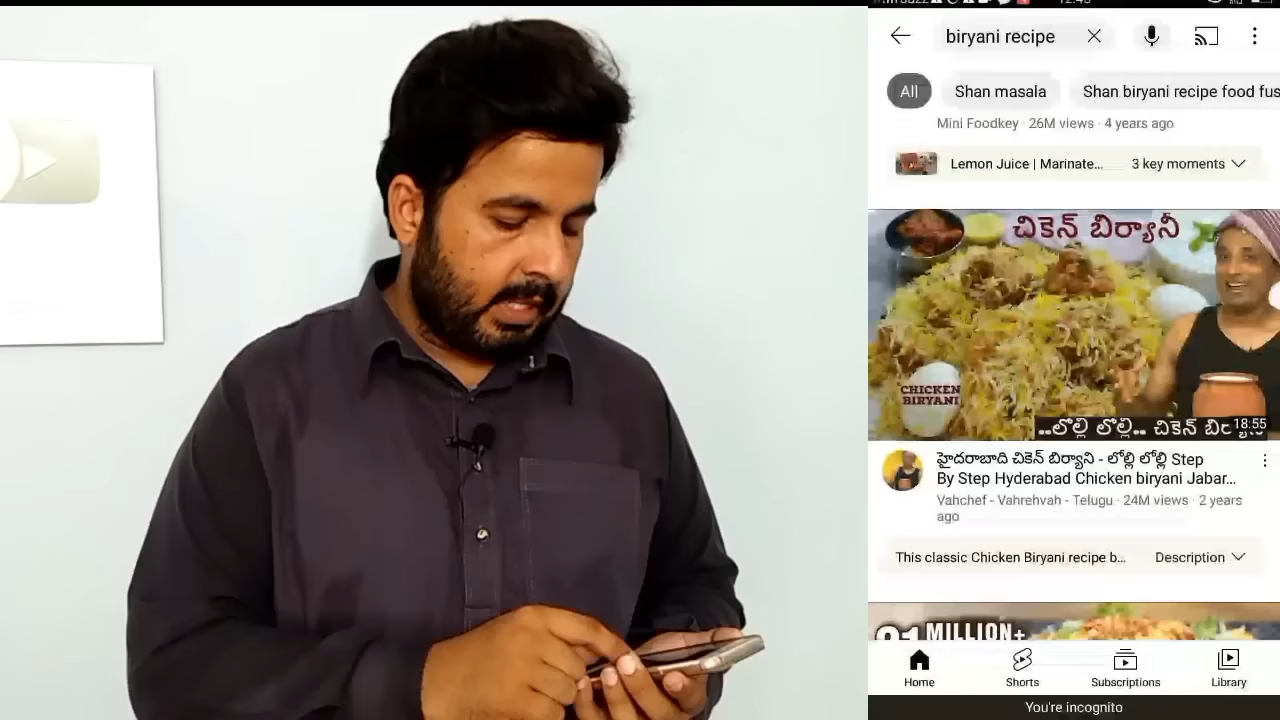 12:45
biryani recipe
All
Shan masala
Shan biryani recipe food fus
Mini Foodkey · 26M views · 4 years ago
Lemon Juice | Marinate...
3 key moments
చికెన్ బిర్యానీ
CHICKEN
BIRYANI
..లొల్లి లొల్లి.. చికెన్
18:55
హైదరాబాది చికెన్ బిర్యాని - లోల్లి లోల్లి Step
By Step Hyderabad Chicken biryani Jabar...
Vahchef - Vahrehvah - Telugu · 24M views · 2 years
ago
This classic Chicken Biryani recipe b...
Description
MILLION+
Home
Shorts
Subscriptions
Library
You're incognito